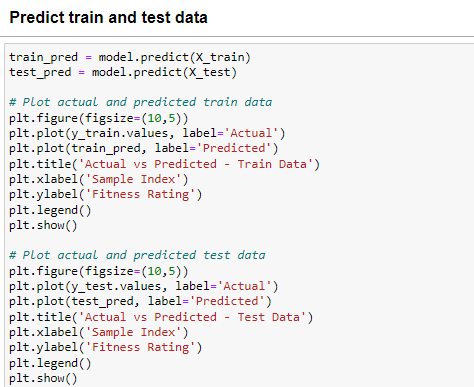 Predict train and test data
train_pred = model.predict(X_train)
test_pred = model.predict(X_test)
# Plot actual and predicted train data
plt.figure(figsize=(10,5))
plt.plot(y_train.values, label='Actual')
plt.plot(train_pred, label='Predicted')
plt.title('Actual vs Predicted - Train Data')
plt.xlabel('Sample Index')
plt.ylabel('Fitness Rating')
plt.legend()
plt.show()
# Plot actual and predicted test data
plt.figure(figsize=(10,5))
plt.plot(y_test.values, label='Actual')
plt.plot(test_pred, label='Predicted')
plt.title('Actual vs Predicted - Test Data')
plt.xlabel('Sample Index')
plt.ylabel('Fitness Rating')
plt.legend()
plt.show()